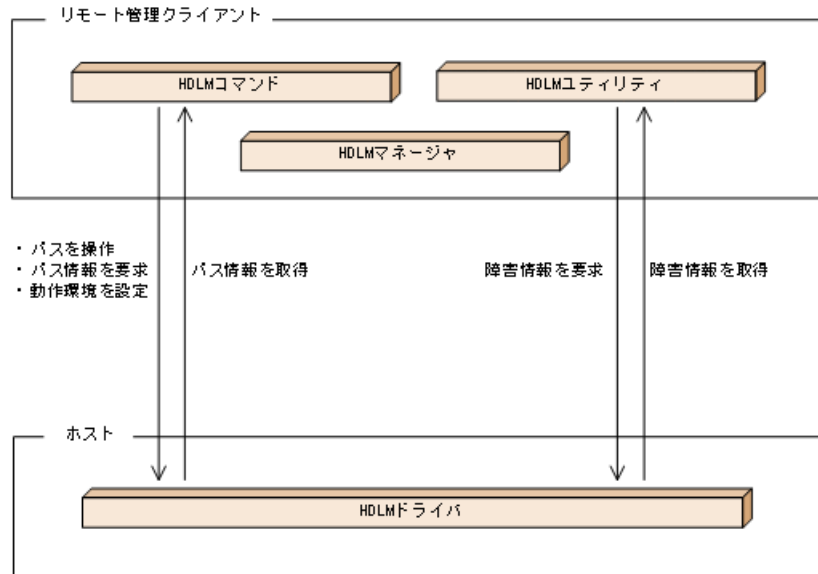 リモート管理クライアント
HDLMコマンド
HDLMユティリティ
HDLMマネージャ
・パスを操作
・パス情報を要求
・動作環境を設定
パス情報を取得
障害情報を要求
障害情報を取得
ホスト
HDLMドライバ